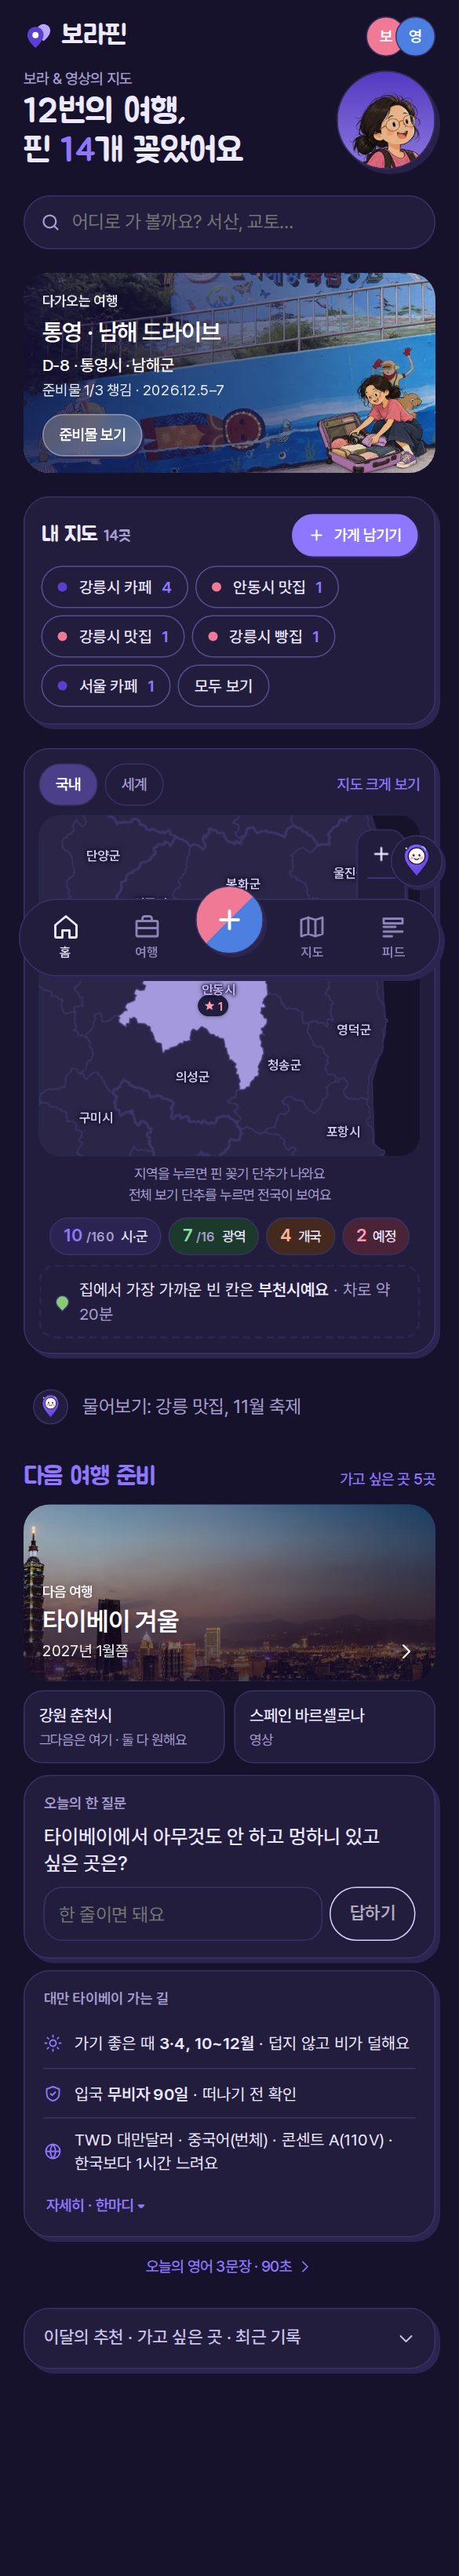 보라핀
보 영
보라 & 영상의 지도
12번의 여행,
핀 14개 꽂았어요
어디로 가 볼까요? 서산, 교토...
다가오는 여행
통영 · 남해 드라이브
D-8 · 통영시 · 남해군
준비물 1/3 챙김 · 2026.12.5–7
준비물 보기
내 지도 14곳
+ 가게 남기기
강릉시 카페 4
안동시 맛집 1
강릉시 맛집 1
강릉시 빵집 1
서울 카페 1
모두 보기
국내 세계 지도 크게 보기
단양군
울진
봉화군
홈 여행 지도 피드
안동시
★ 1
영덕군
청송군
의성군
구미시
포항시
지역을 누르면 핀 꽂기 단추가 나와요
전체 보기 단추를 누르면 전국이 보여요
10 /160 시·군
7 /16 광역
4 개국
2 예정
집에서 가장 가까운 빈 칸은 부천시예요 · 차로 약
20분
물어보기: 강릉 맛집, 11월 축제
다음 여행 준비
가고 싶은 곳 5곳
다음 여행
타이베이 겨울
2027년 1월쯤
강원 춘천시
그다음은 여기 · 둘 다 원해요
스페인 바르셀로나
영상
오늘의 한 질문
타이베이에서 아무것도 안 하고 멍하니 있고
싶은 곳은?
한 줄이면 돼요
답하기
대만 타이베이 가는 길
가기 좋은 때 3·4, 10~12월 · 덥지 않고 비가 덜해요
입국 무비자 90일 · 떠나기 전 확인
TWD 대만달러 · 중국어(번체) · 콘센트 A(110V) ·
한국보다 1시간 느려요
자세히 · 한마디
오늘의 영어 3문장 · 90초
이달의 추천 · 가고 싶은 곳 · 최근 기록